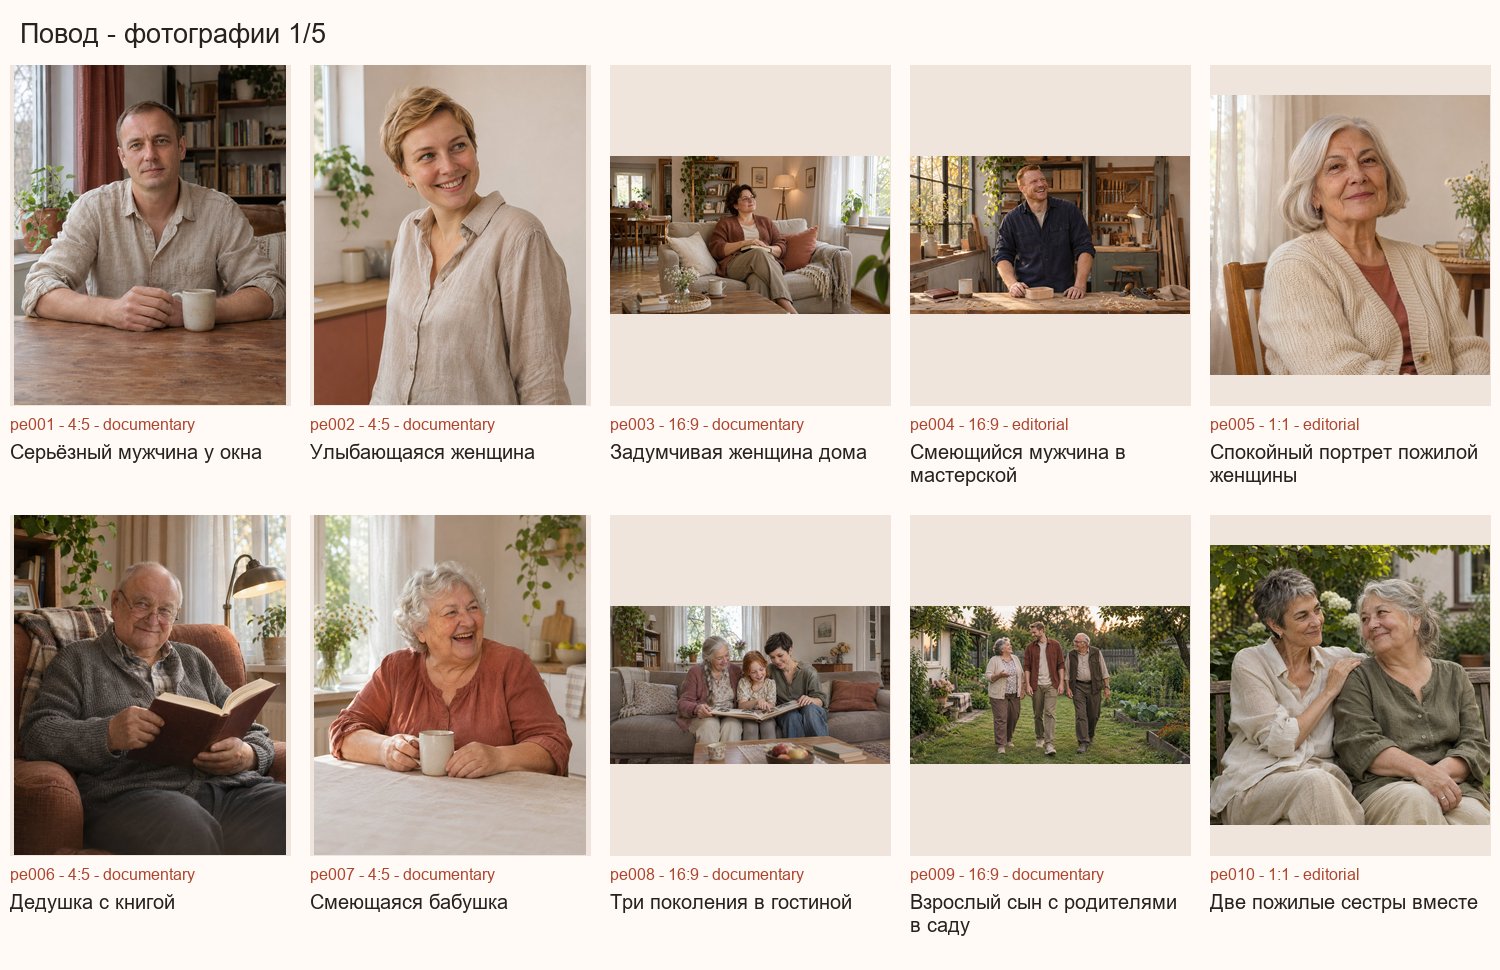 Повод - фотографии 1/5
pe001 - 4:5 - documentary
Серьёзный мужчина у окна
pe002 - 4:5 - documentary
Улыбающаяся женщина
pe003 - 16:9 - documentary
Задумчивая женщина дома
pe004 - 16:9 - editorial
Смеющийся мужчина в
мастерской
pe005 - 1:1 - editorial
Спокойный портрет пожилой
женщины
pe006 - 4:5 - documentary
Дедушка с книгой
pe007 - 4:5 - documentary
Смеющаяся бабушка
pe008 - 16:9 - documentary
Три поколения в гостиной
pe009 - 16:9 - documentary
Взрослый сын с родителями
в саду
pe010 - 1:1 - editorial
Две пожилые сестры вместе